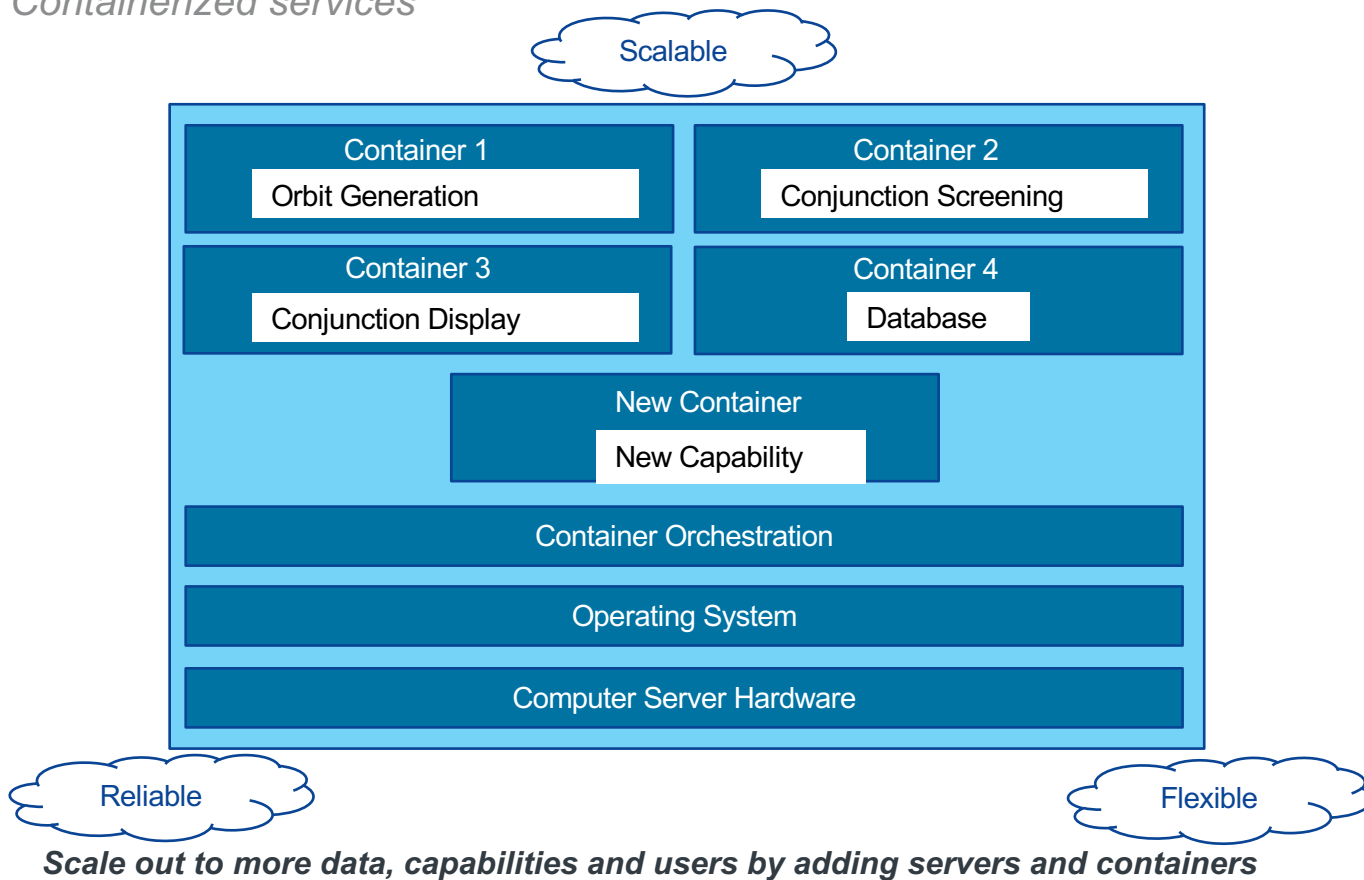 Containerized services
Scalable
Container 1
Orbit Generation
Container 2
Conjunction Screening
Container 3
Conjunction Display
Container 4
Database
New Container
New Capability
Container Orchestration
Operating System
Computer Server Hardware
Reliable
Flexible
Scale out to more data, capabilities and users by adding servers and containers